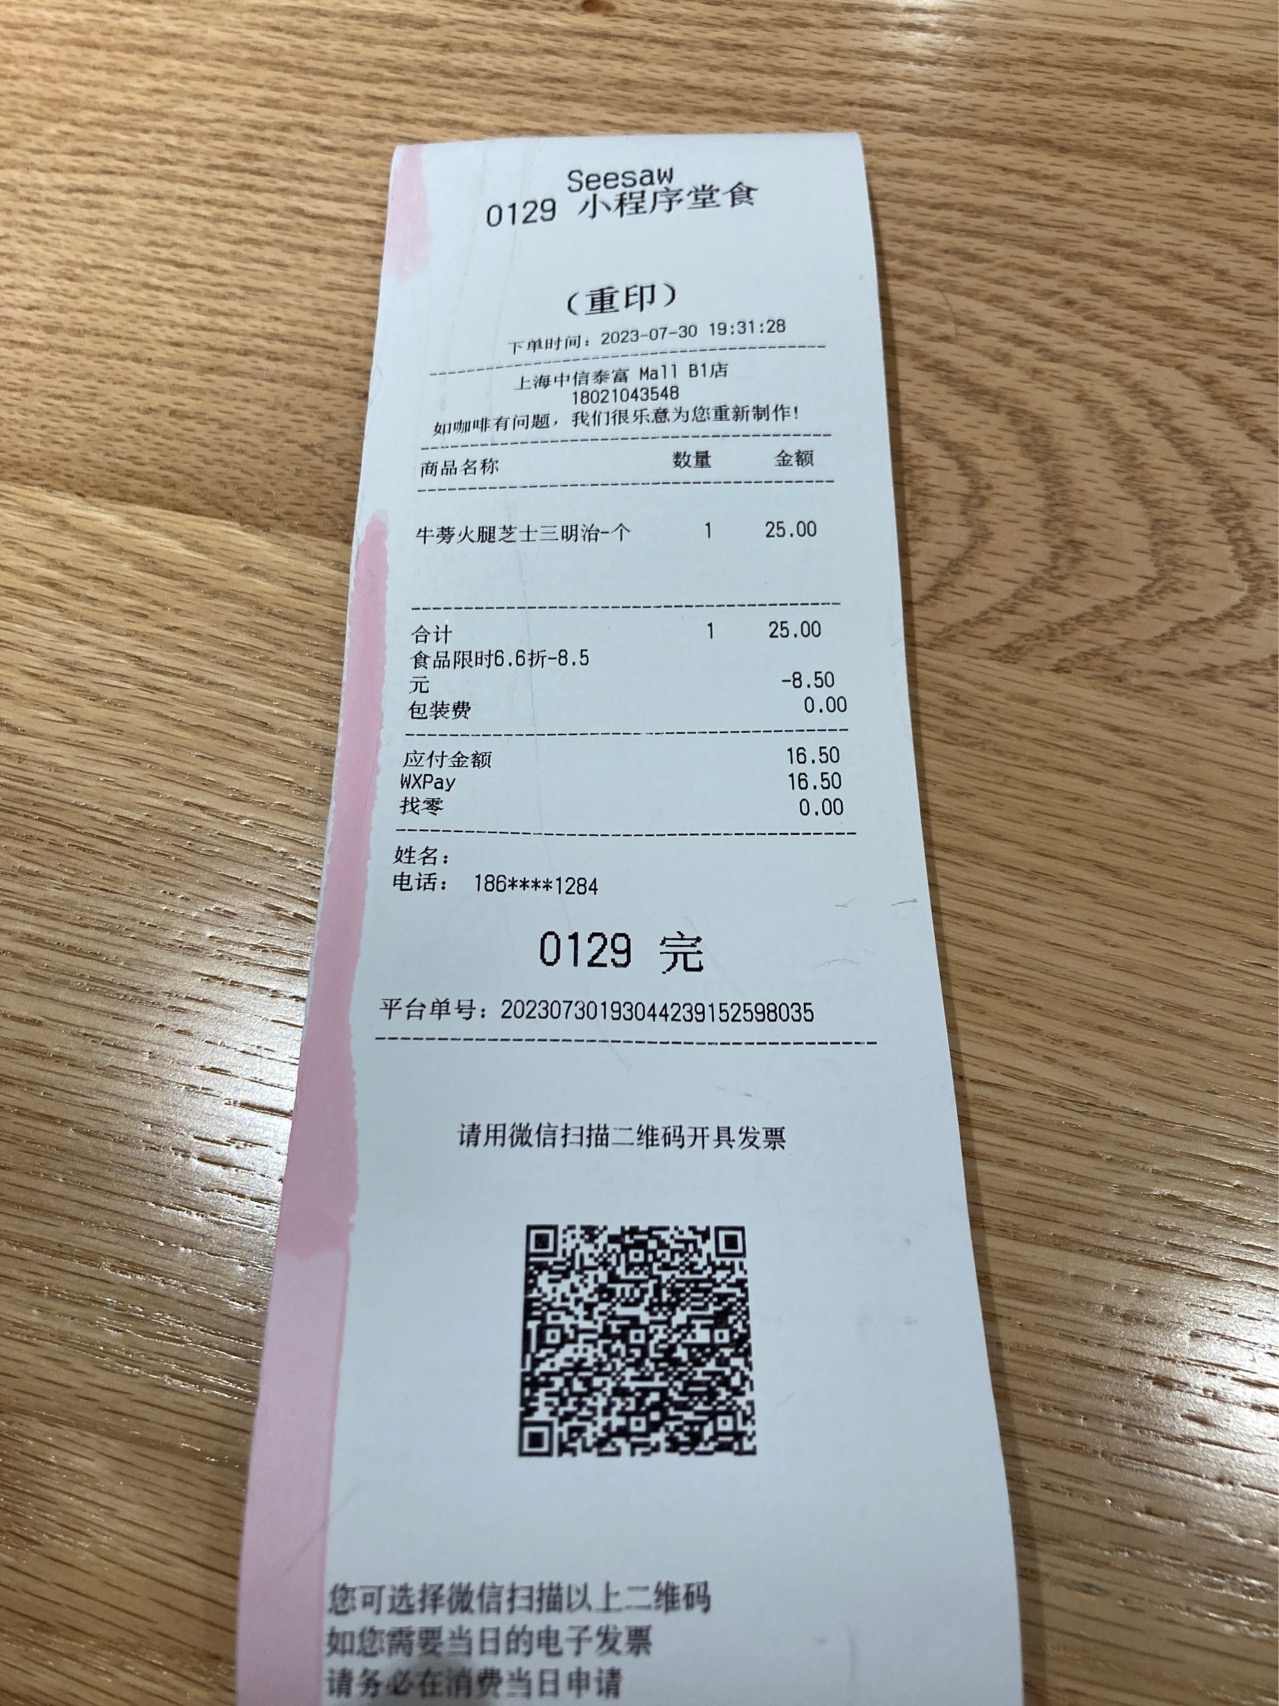 Seesaw
0129 小程序堂食
（重印）
下单时间：2023-07-30 19:31:28
上海中信泰富 Mall B1店
18021043548
如咖啡有问题，我们很乐意为您重新制作！
商品名称 数量 金额
牛蒡火腿芝士三明治-个 1 25.00
合计 1 25.00
食品限时6.6折-8.5
元 -8.50
包装费 0.00
应付金额 16.50
WXPay 16.50
找零 0.00
姓名：
电话： 186****1284
0129 完
平台单号：2023073019304423915259​8035
请用微信扫描二维码开具发票
您可选择微信扫描以上二维码
如您需要当日的电子发票
请务必在消费当日申请